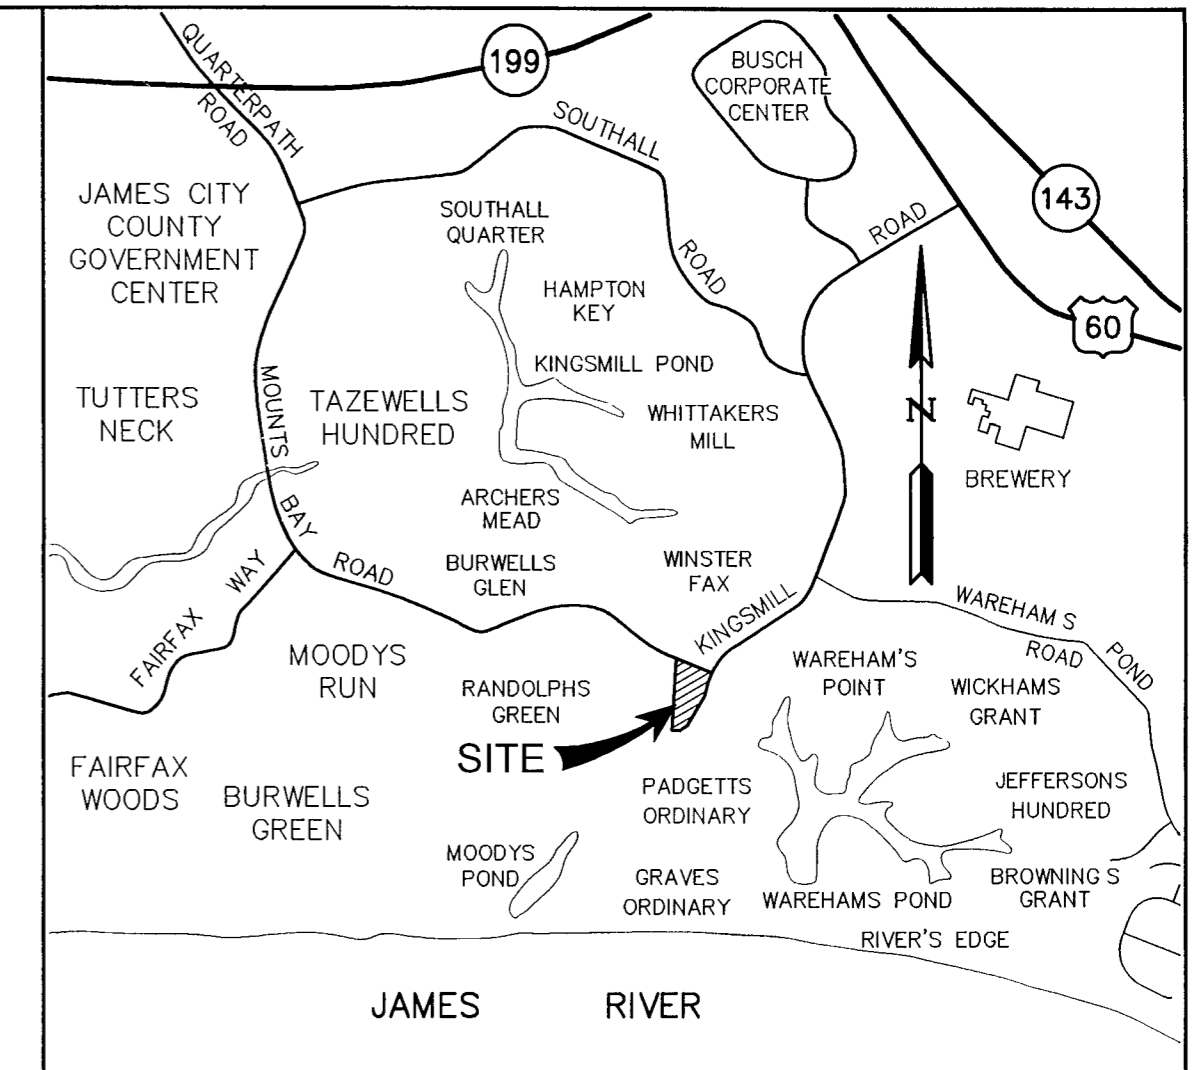 QUARTERPATH
ROAD
199
BUSCH
CORPORATE
CENTER
SOUTHALL
ROAD
143
ROAD
60
JAMES CITY
COUNTY
GOVERNMENT
CENTER
SOUTHALL
QUARTER
HAMPTON
KEY
KINGSMILL POND
N
TUTTERS
NECK
MOUNTS
BAY
ROAD
TAZEWELLS
HUNDRED
WHITTAKERS
MILL
BREWERY
ARCHERS
MEAD
BURWELLS
GLEN
WINSTER
FAX
FAIRFAX WAY
KINGSMILL
WAREHAM S
ROAD
POND
MOODYS
RUN
RANDOLPHS
GREEN
WAREHAM'S
POINT
WICKHAMS
GRANT
SITE
FAIRFAX
WOODS
BURWELLS
GREEN
PADGETTS
ORDINARY
JEFFERSONS
HUNDRED
MOODYS
POND
GRAVES
ORDINARY
WAREHAMS POND
BROWNING S
GRANT
RIVER'S EDGE
JAMES RIVER